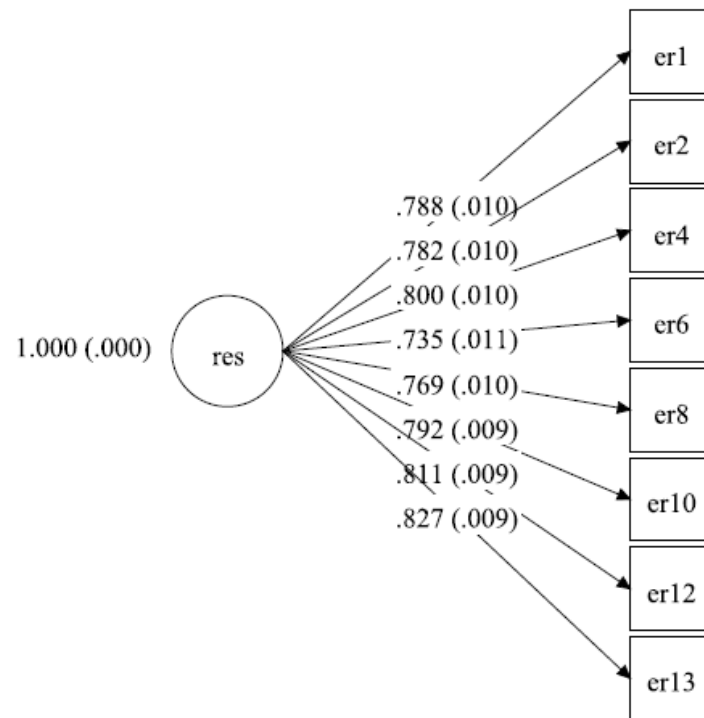 er1
er2
.788 (.010)
er4
.782 (.010)
.800 (.010)
er6
.735 (.011)
1.000 (.000)
res
.769 (.010)
er8
.792 (.009)
.811 (.009)
er10
.827 (.009)
er12
er13